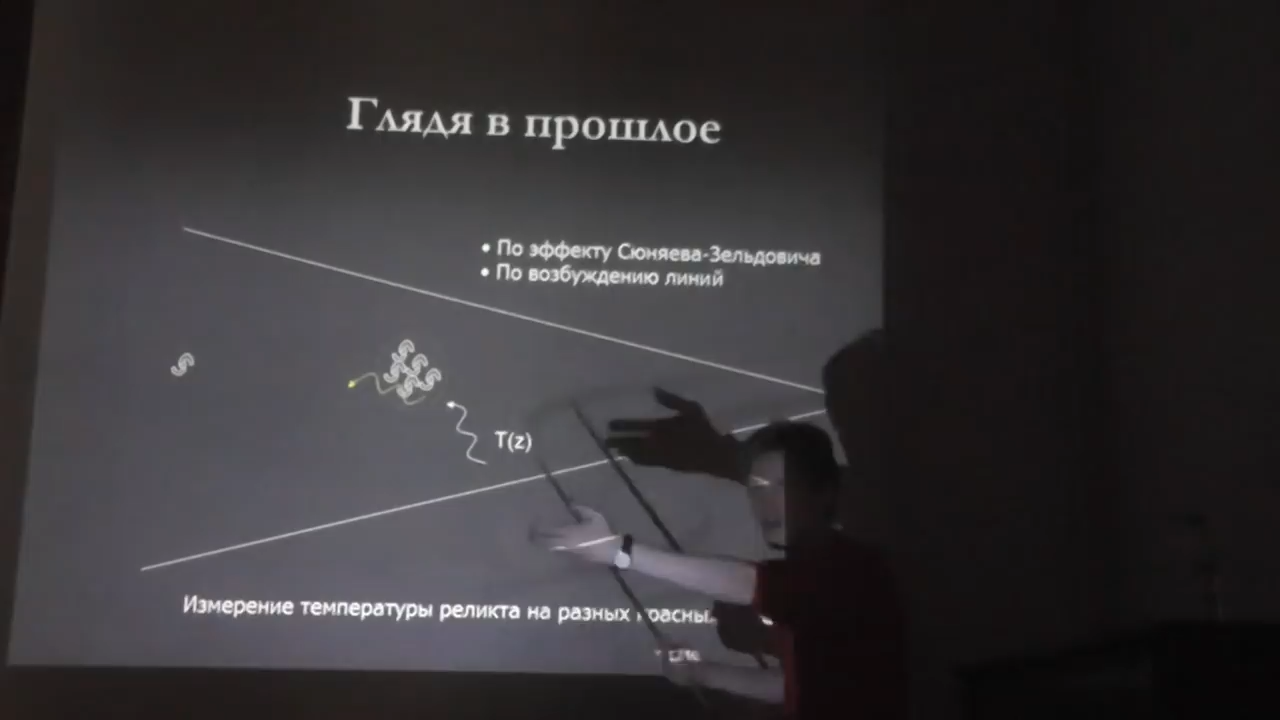 Глядя в прошлое
• По эффекту Сюняева-Зельдовича
• По возбуждению линий
T(z)
Измерение температуры реликта на разных